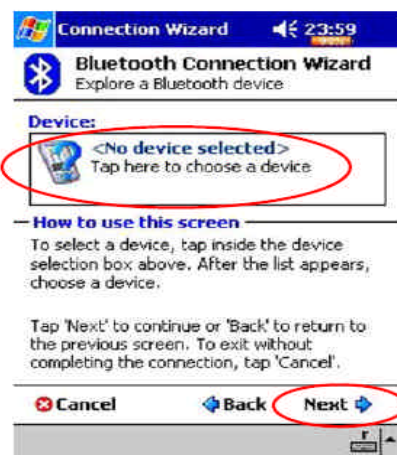 Connection Wizard 23:59
Bluetooth Connection Wizard
Explore a Bluetooth device
Device:
<No device selected>
Tap here to choose a device
How to use this screen
To select a device, tap inside the device
selection box above. After the list appears,
choose a device.
Tap 'Next' to continue or 'Back' to return to
the previous screen. To exit without
completing the connection, tap 'Cancel'.
Cancel Back Next